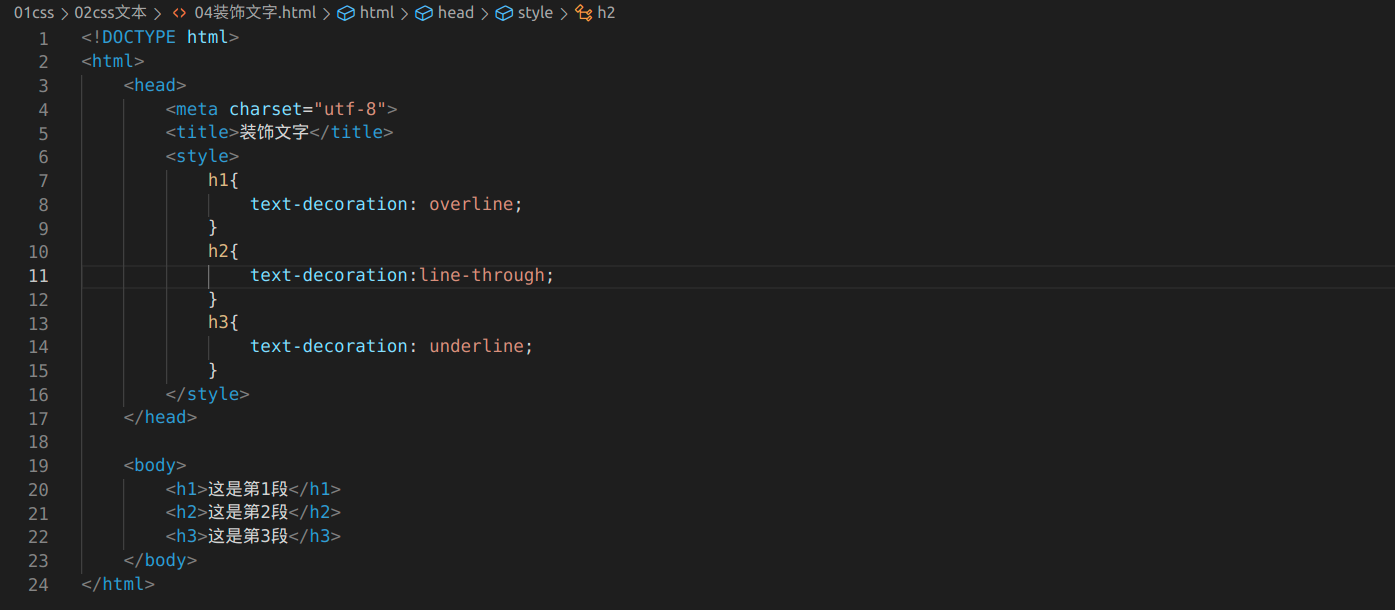 01css > 02css文本 > <> 04装饰文字.html > html > head > style > h2
1 <!DOCTYPE html>
2 <html>
3 <head>
4 <meta charset="utf-8">
5 <title>装饰文字</title>
6 <style>
7 h1{
8 text-decoration: overline;
9 }
10 h2{
11 text-decoration:line-through;
12 }
13 h3{
14 text-decoration: underline;
15 }
16 </style>
17 </head>
18
19 <body>
20 <h1>这是第1段</h1>
21 <h2>这是第2段</h2>
22 <h3>这是第3段</h3>
23 </body>
24 </html>